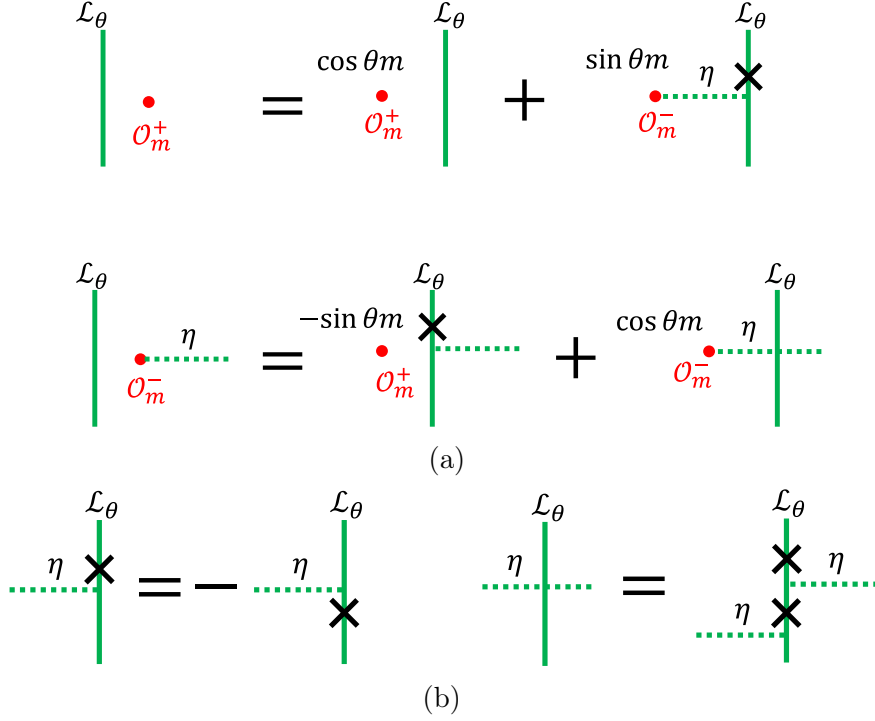 ℒ_θ ℒ_θ ℒ_θ
cos θm sin θm η
= +
𝒪_m^+ 𝒪_m^+ 𝒪_m^-
ℒ_θ ℒ_θ ℒ_θ
η −sin θm cos θm η
= +
𝒪_m^- 𝒪_m^+ 𝒪_m^-
(a)
ℒ_θ ℒ_θ ℒ_θ ℒ_θ
η = − η η = η
η
(b)